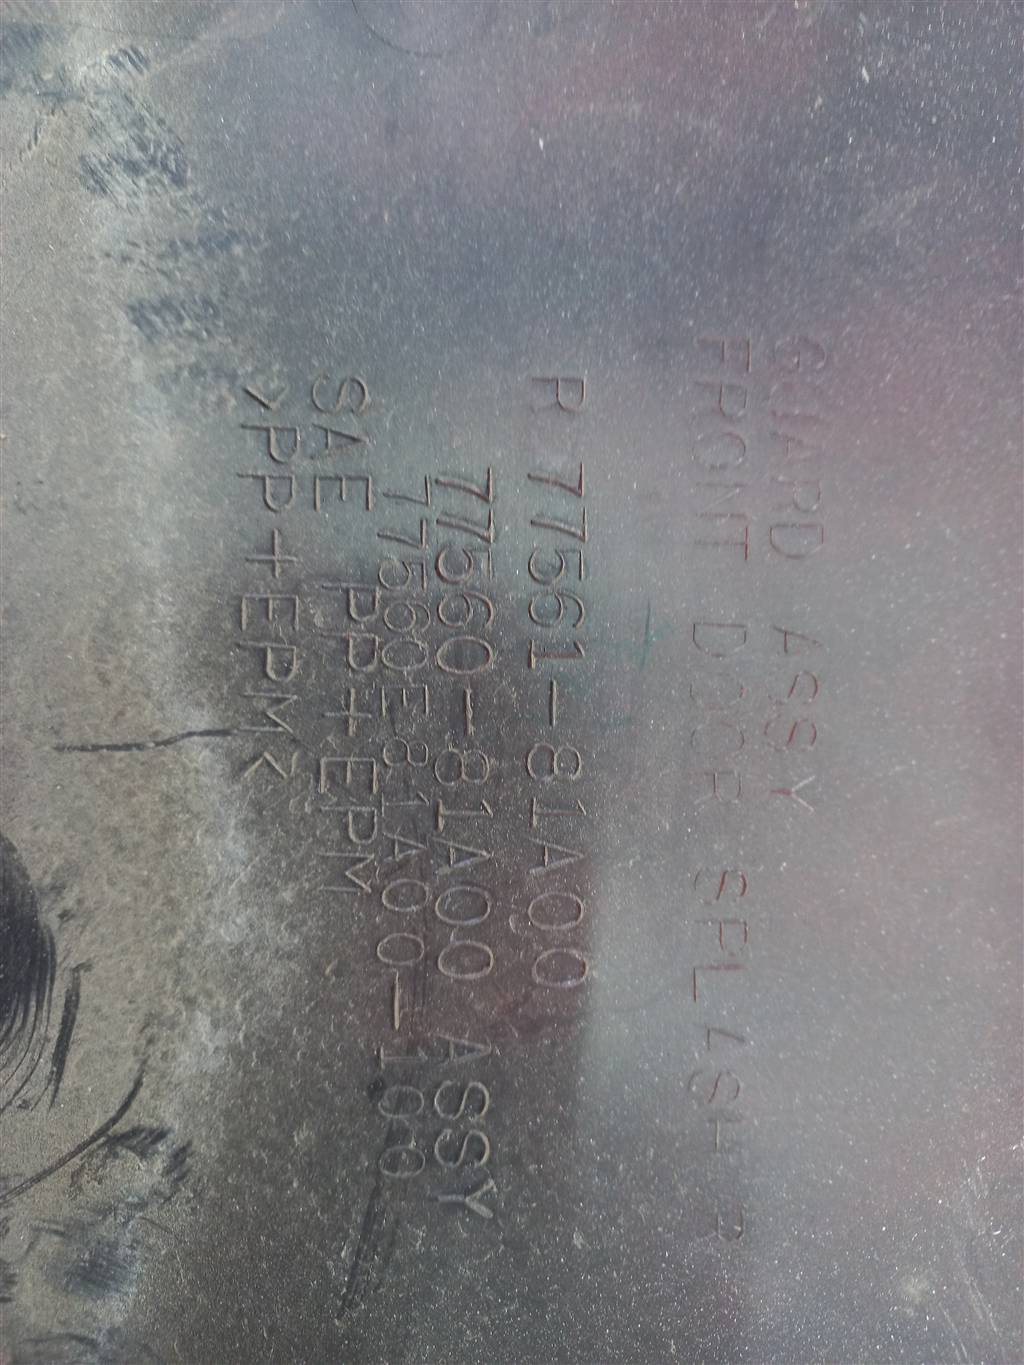 GUARD ASSY
FRONT DOOR SPLASH R
R 77561-81A00
77560-81A00 ASSY
77560E81A00-100
SAE PP+EPM
>PP+EPM<